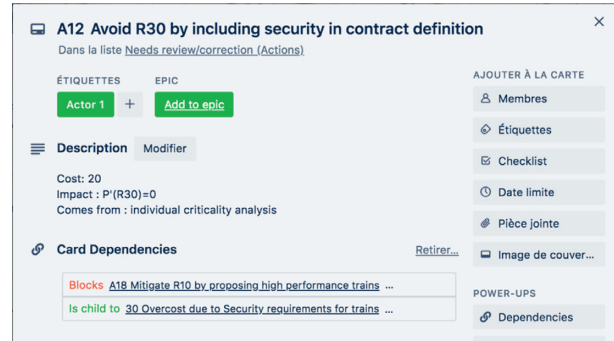 A12 Avoid R30 by including security in contract definition
Dans la liste Needs review/correction (Actions)
ÉTIQUETTES
EPIC
Actor 1
+
Add to epic
Description
Modifier
Cost: 20
Impact : P'(R30)=0
Comes from : individual criticality analysis
Card Dependencies
Retirer...
Blocks A18 Mitigate R10 by proposing high performance trains ...
Is child to 30 Overcost due to Security requirements for trains ...
AJOUTER À LA CARTE
Membres
Étiquettes
Checklist
Date limite
Pièce jointe
Image de couver...
POWER-UPS
Dependencies